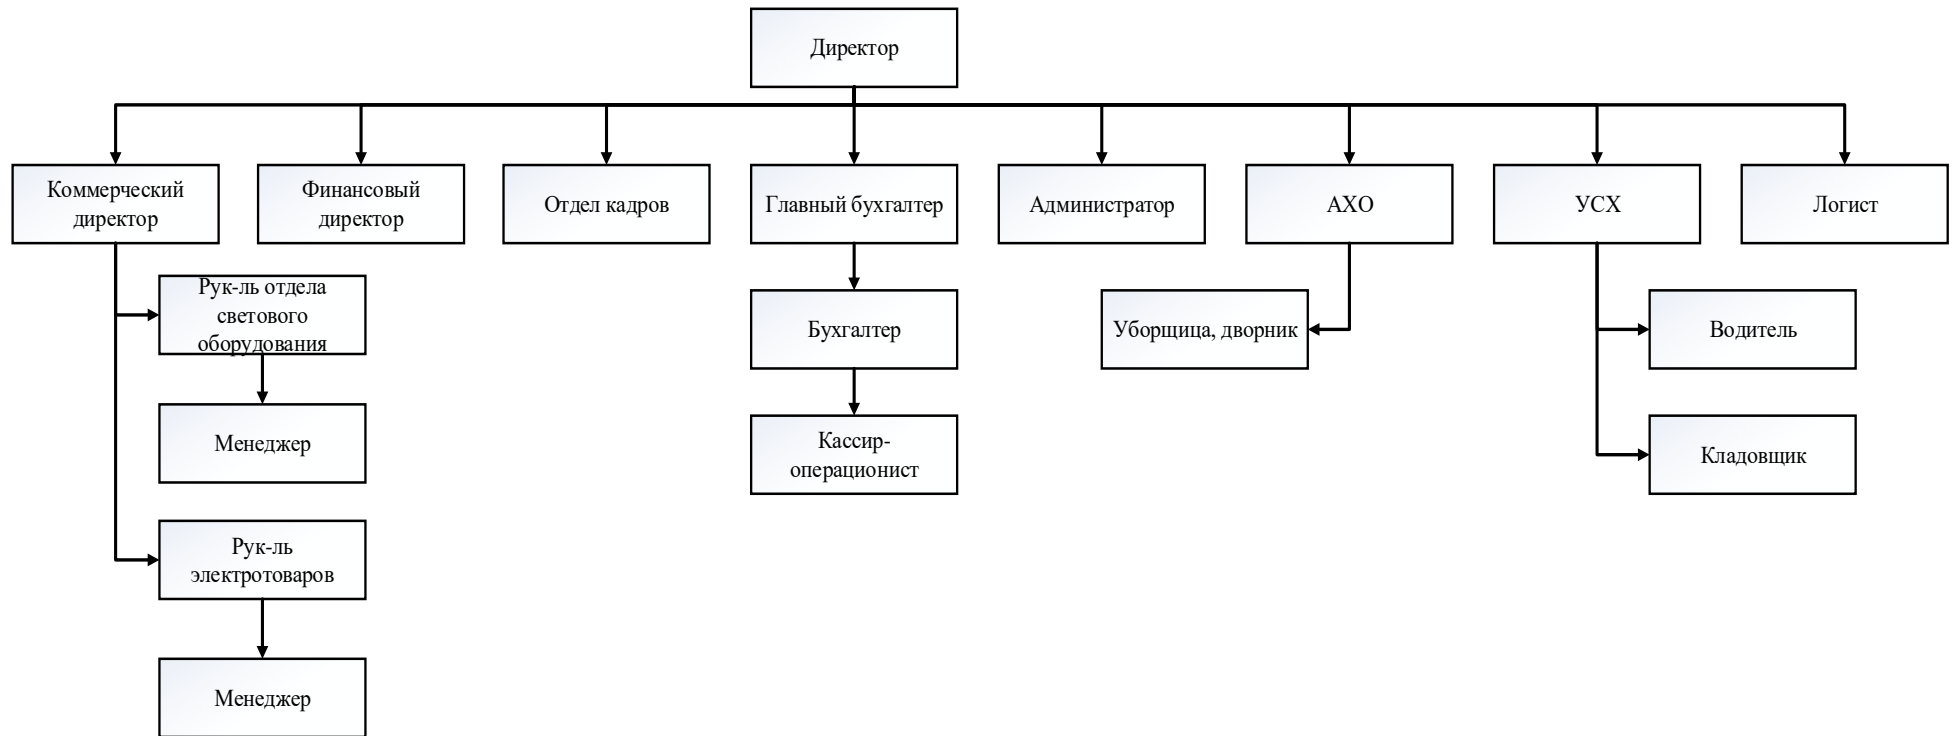 Директор
Коммерческий
директор
Финансовый
директор
Отдел кадров
Главный бухгалтер
Администратор
АХО
УСХ
Логист
Рук-ль отдела
светового
оборудования
Бухгалтер
Уборщица, дворник
Водитель
Менеджер
Кассир-
операционист
Кладовщик
Рук-ль
электротоваров
Менеджер